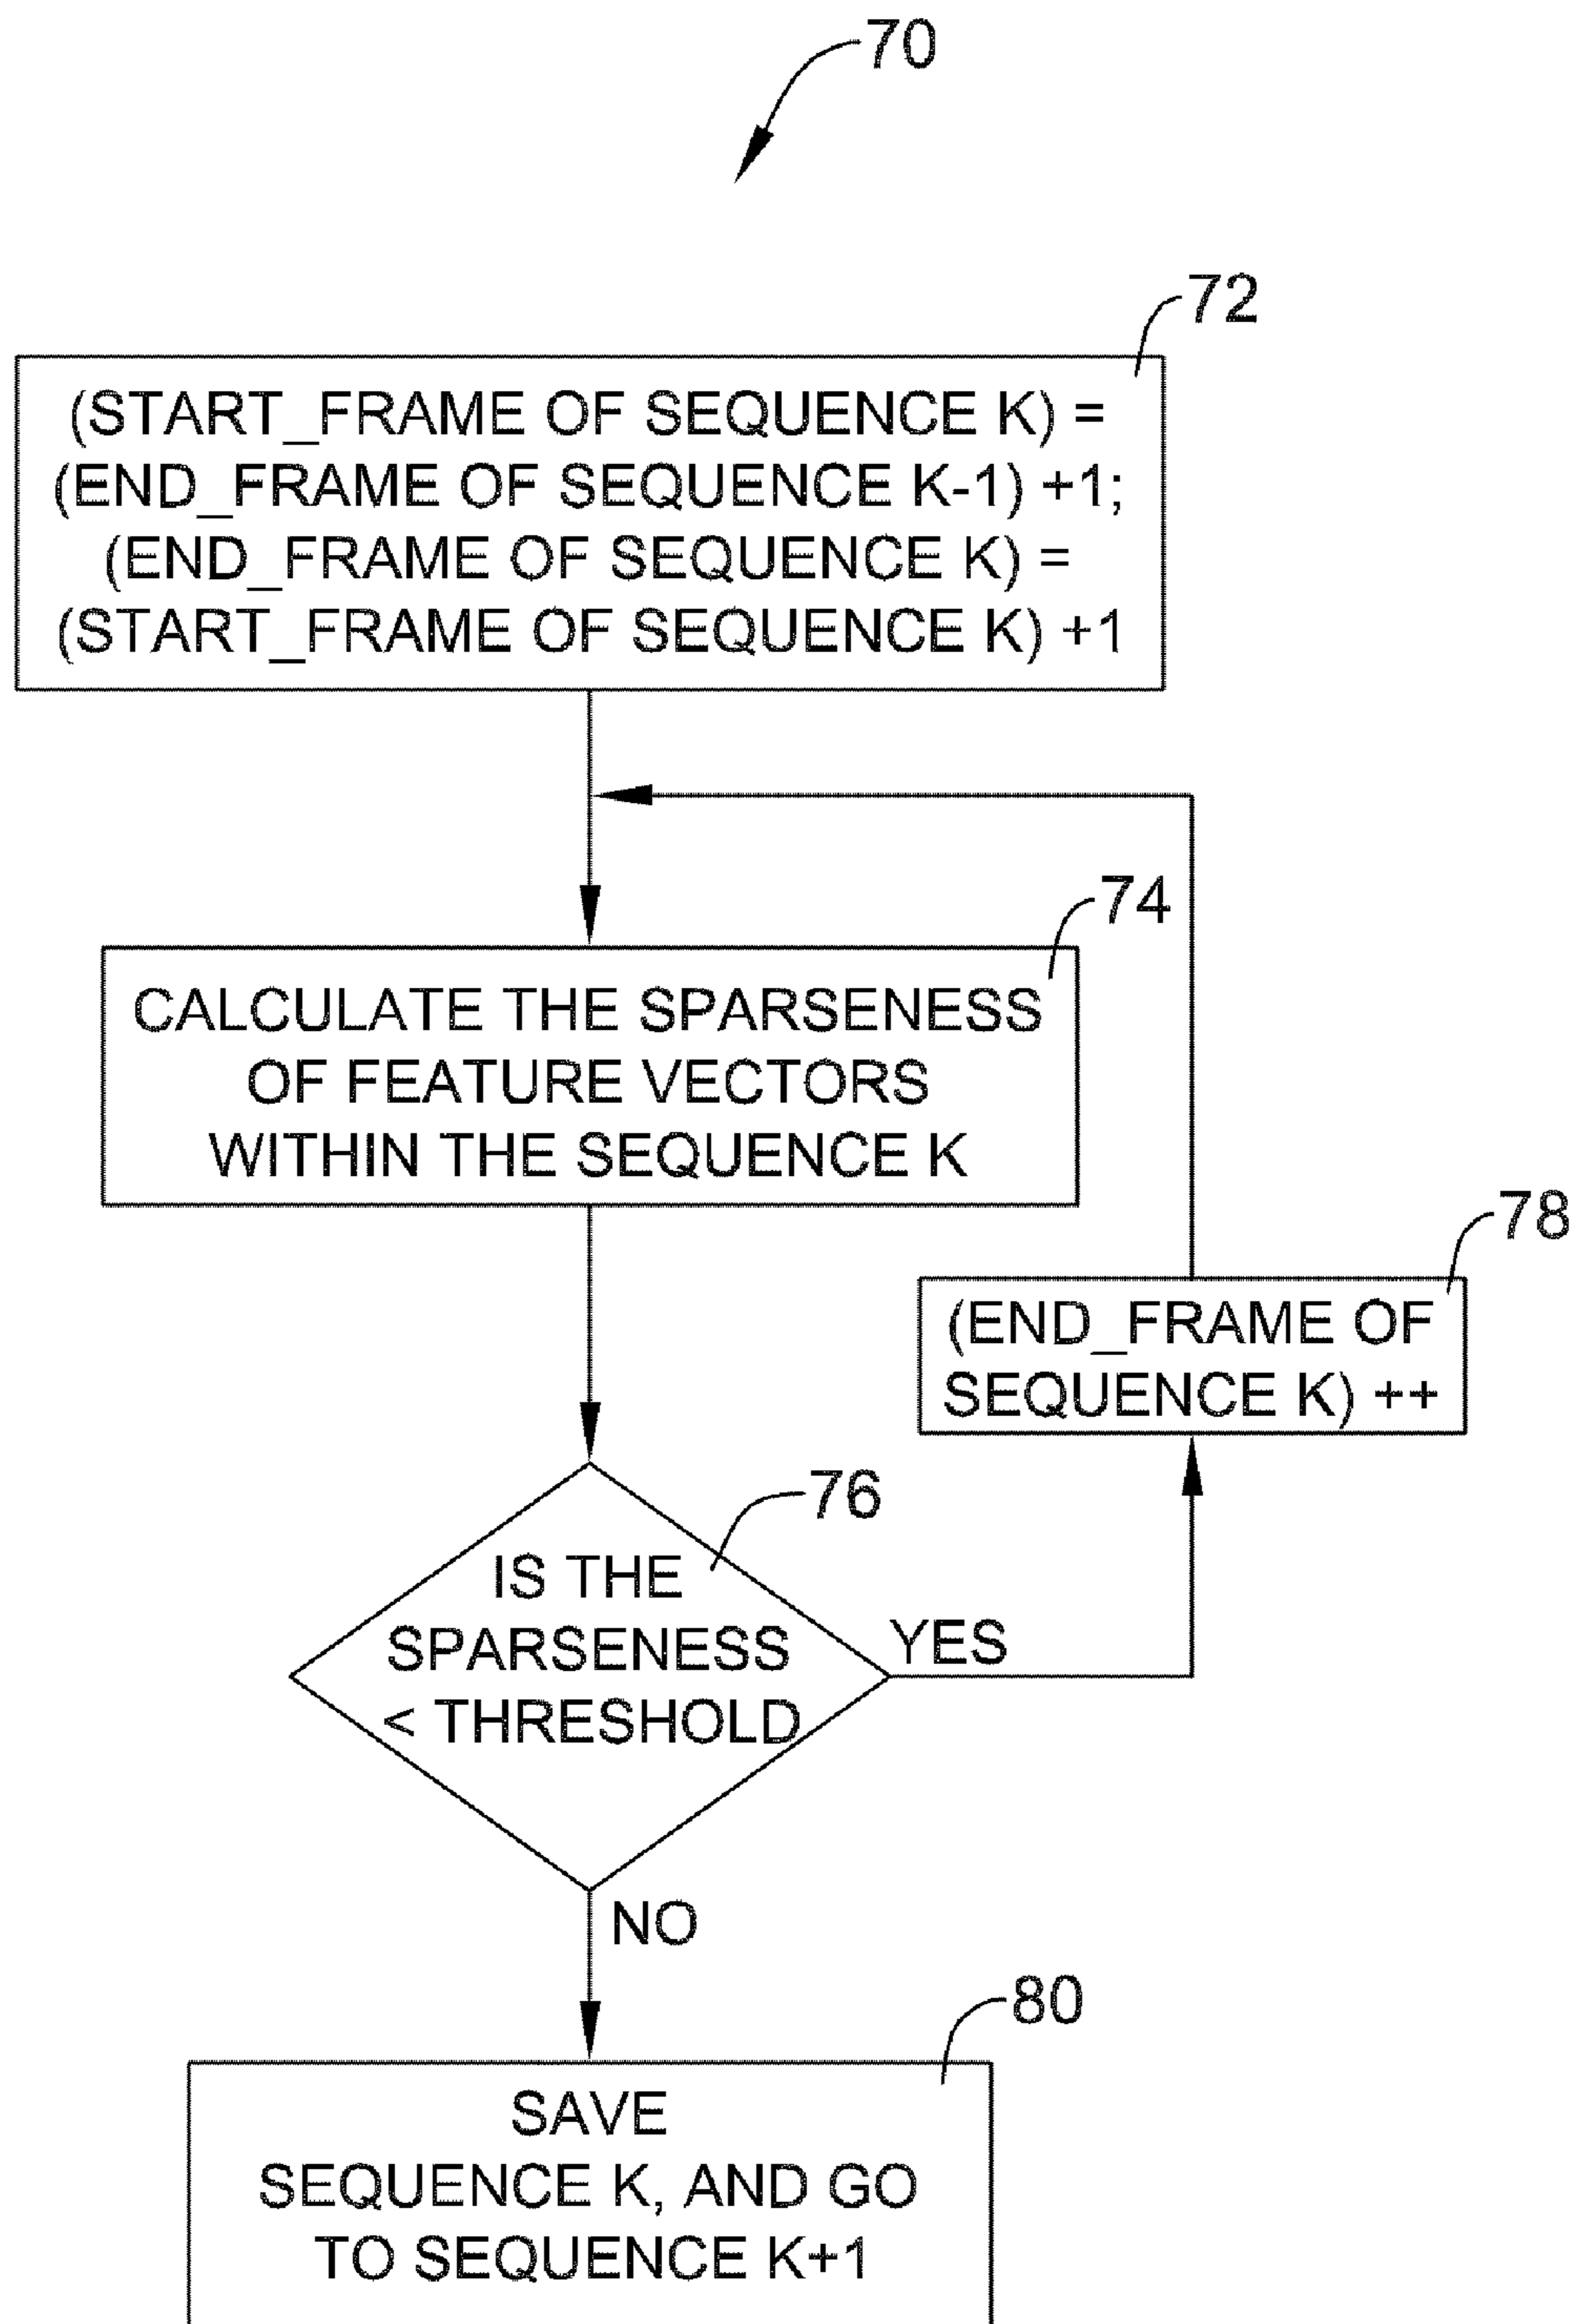 70
72
(START_FRAME OF SEQUENCE K) =
(END_FRAME OF SEQUENCE K-1) +1;
(END_FRAME OF SEQUENCE K) =
(START_FRAME OF SEQUENCE K) +1
74
CALCULATE THE SPARSENESS
OF FEATURE VECTORS
WITHIN THE SEQUENCE K
78
(END_FRAME OF
SEQUENCE K) ++
76
IS THE
SPARSENESS
< THRESHOLD
YES
NO
80
SAVE
SEQUENCE K, AND GO
TO SEQUENCE K+1